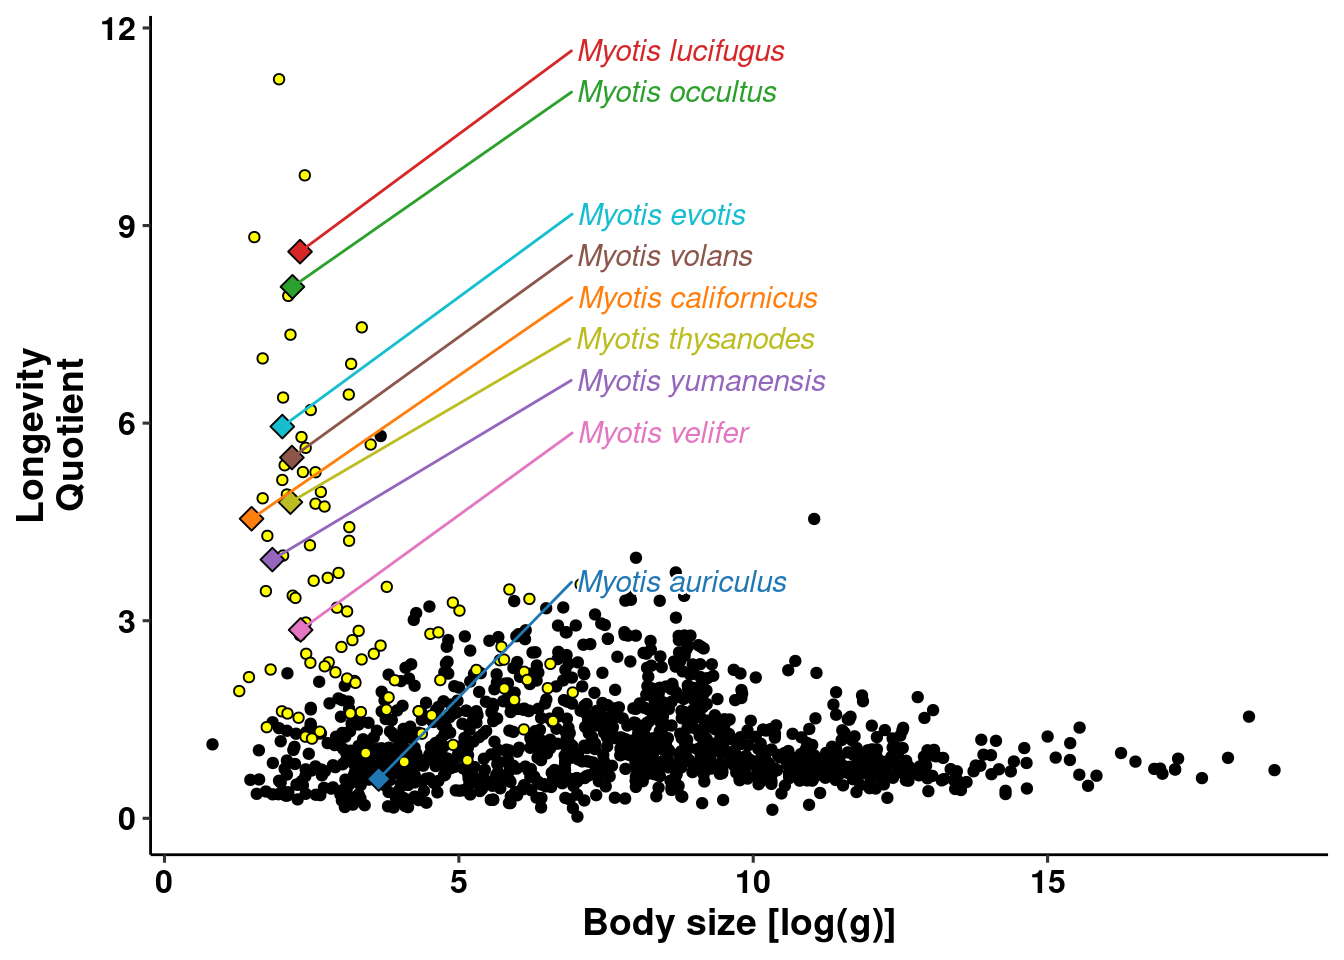 12
9
6
3
0
Longevity
Quotient
Myotis lucifugus
Myotis occultus
Myotis evotis
Myotis volans
Myotis californicus
Myotis thysanodes
Myotis yumanensis
Myotis velifer
Myotis auriculus
0 5 10 15
Body size [log(g)]